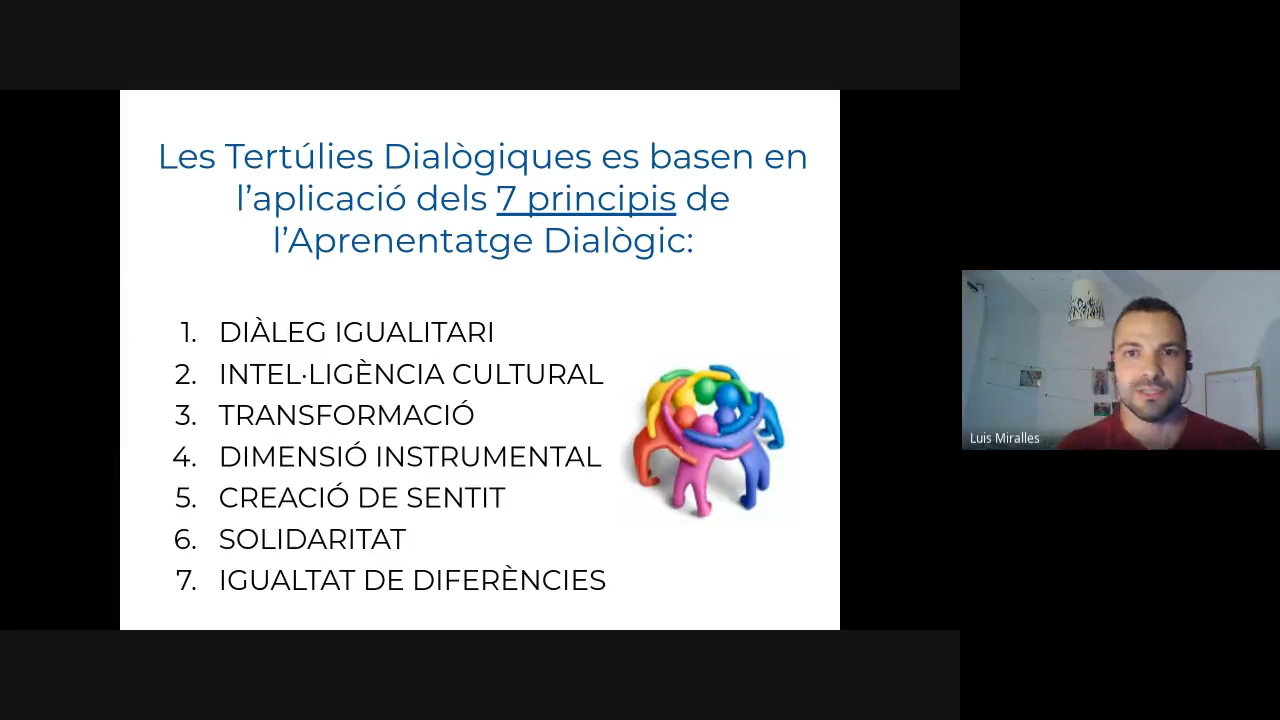 Les Tertúlies Dialògiques es basen en
l'aplicació dels 7 principis de
l'Aprenentatge Dialògic:
1. DIÀLEG IGUALITARI
2. INTEL·LIGÈNCIA CULTURAL
3. TRANSFORMACIÓ
4. DIMENSIÓ INSTRUMENTAL
5. CREACIÓ DE SENTIT
6. SOLIDARITAT
7. IGUALTAT DE DIFERÈNCIES
Luis Miralles